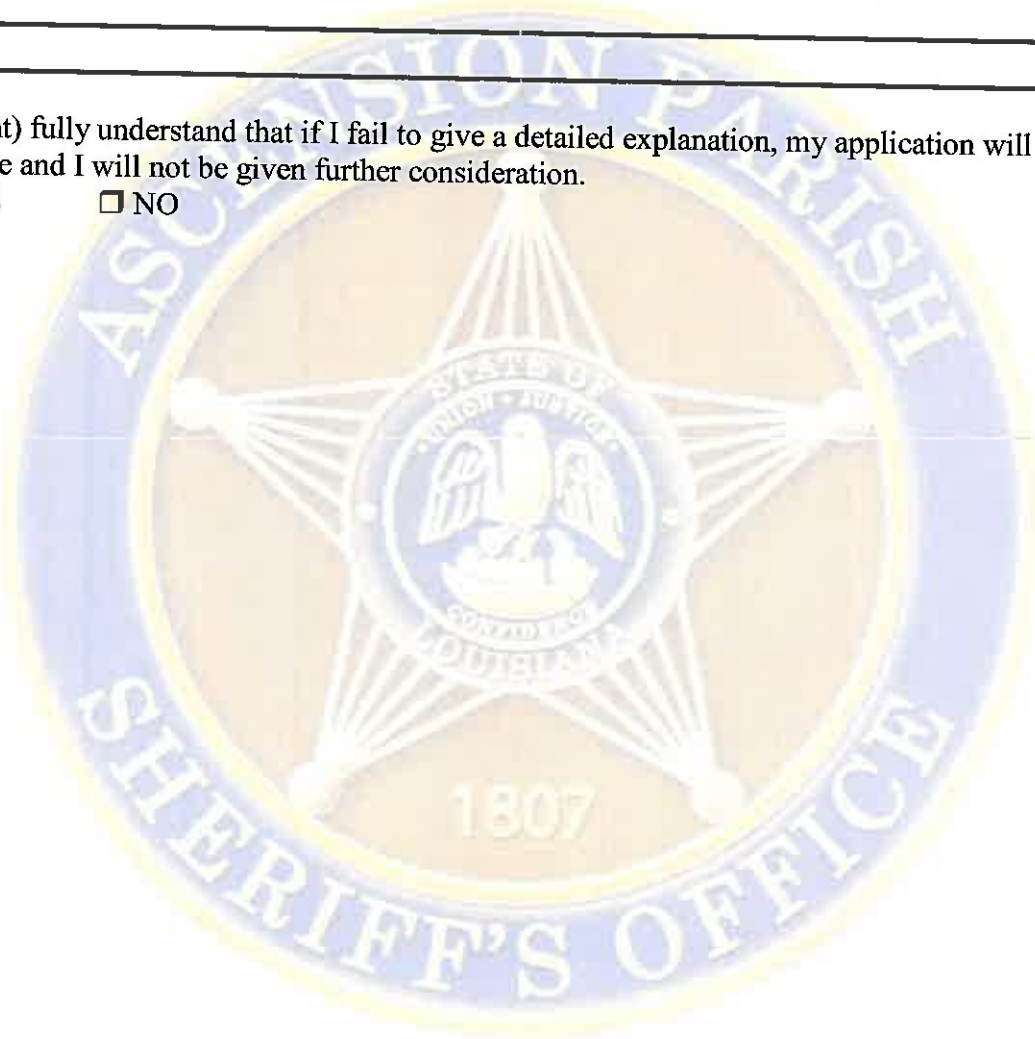 t) fully understand that if I fail to give a detailed explanation, my application will
e and I will not be given further consideration.
☐ NO
ASCENSION PARISH
STATE OF
UNION • JUSTICE
CONFIDENCE
LOUISIANA
1807
SHERIFF'S OFFICE